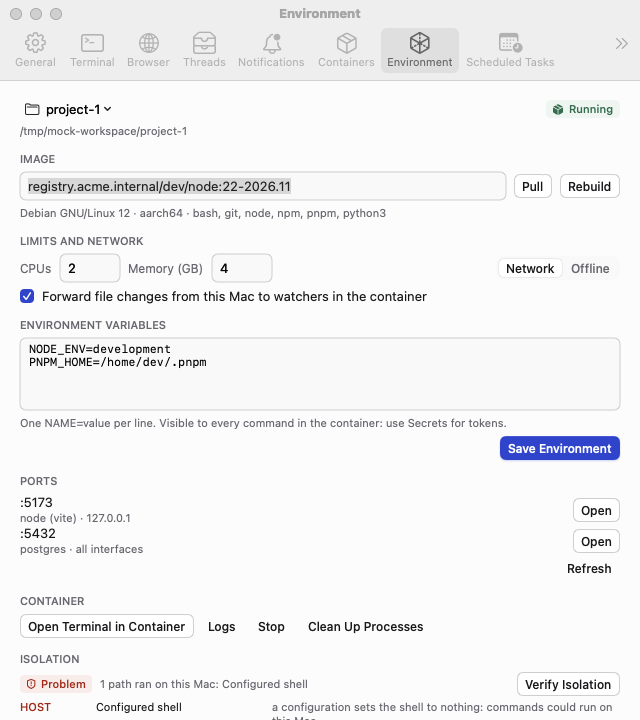 Environment
General
Terminal
Browser
Threads
Notifications
Containers
Environment
Scheduled Tasks
project-1
Running
/tmp/mock-workspace/project-1
IMAGE
registry.acme.internal/dev/node:22-2026.11
Pull
Rebuild
Debian GNU/Linux 12 · aarch64 · bash, git, node, npm, pnpm, python3
LIMITS AND NETWORK
CPUs 2 Memory (GB) 4
Network
Offline
Forward file changes from this Mac to watchers in the container
ENVIRONMENT VARIABLES
NODE_ENV=development
PNPM_HOME=/home/dev/.pnpm
One NAME=value per line. Visible to every command in the container: use Secrets for tokens.
Save Environment
PORTS
:5173
node (vite) · 127.0.0.1
Open
:5432
postgres · all interfaces
Open
Refresh
CONTAINER
Open Terminal in Container
Logs
Stop
Clean Up Processes
ISOLATION
Problem
1 path ran on this Mac: Configured shell
Verify Isolation
HOST
Configured shell
a configuration sets the shell to nothing: commands could run on
this Mac